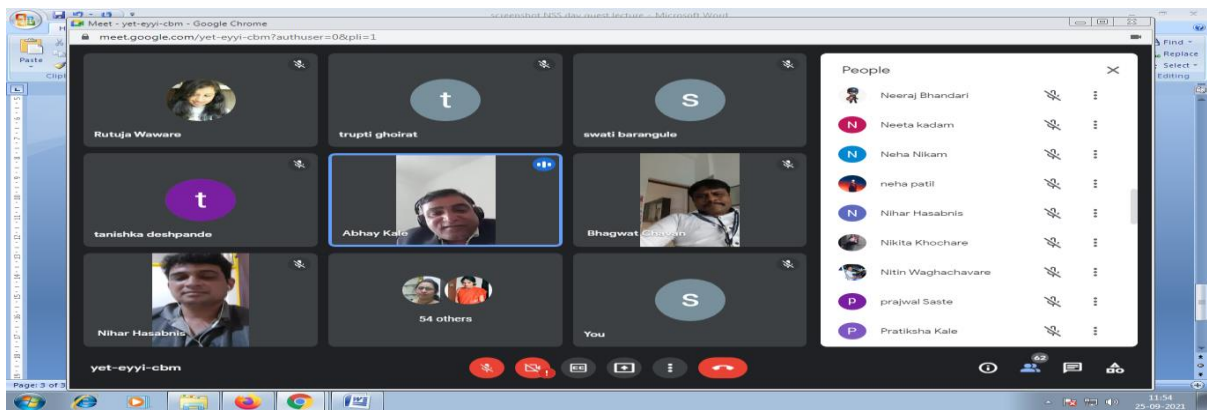 screenshot NSS day guest lecture - Microsoft Word
Meet - yet-eyyi-cbm - Google Chrome
meet.google.com/yet-eyyi-cbm?authuser=0&pli=1
Paste
Find
Replace
Select
Editing
Rutuja Waware
t
trupti ghoirat
s
swati barangule
t
tanishka deshpande
Abhay Kale
Bhagwat Chavan
Nihar Hasabnis
54 others
S
You
People
Neeraj Bhandari
N
Neeta kadam
N
Neha Nikam
neha patil
N
Nihar Hasabnis
Nikita Khochare
Nitin Waghachavare
P
prajwal Saste
P
Pratiksha Kale
yet-eyyi-cbm
62
Page: 3 of 3
11:54
25-09-2021